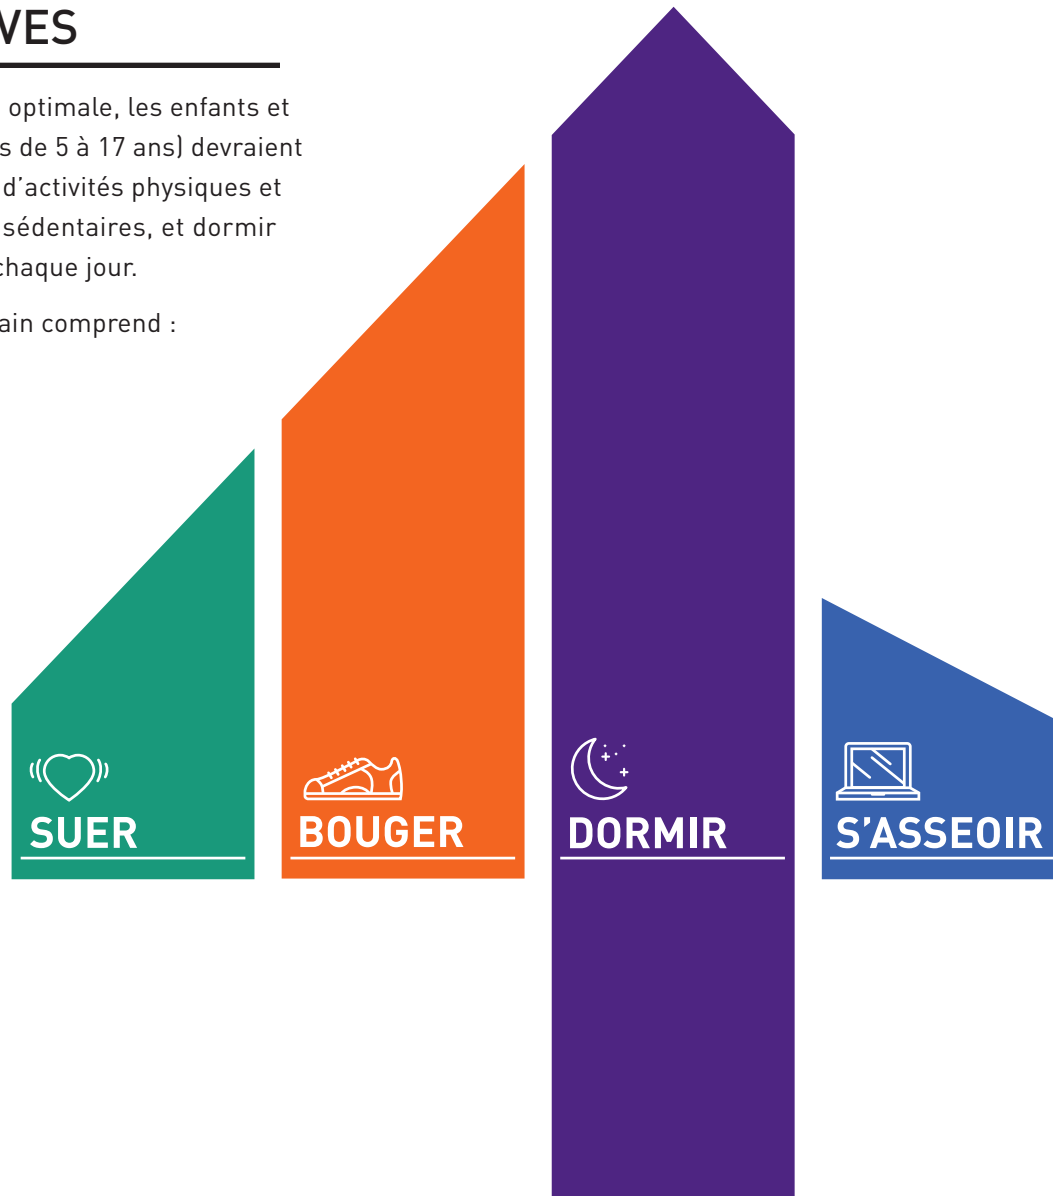 VES
optimale, les enfants et
s de 5 à 17 ans) devraient
d'activités physiques et
sédentaires, et dormir
chaque jour.
ain comprend :
SUER
BOUGER
DORMIR
S'ASSEOIR